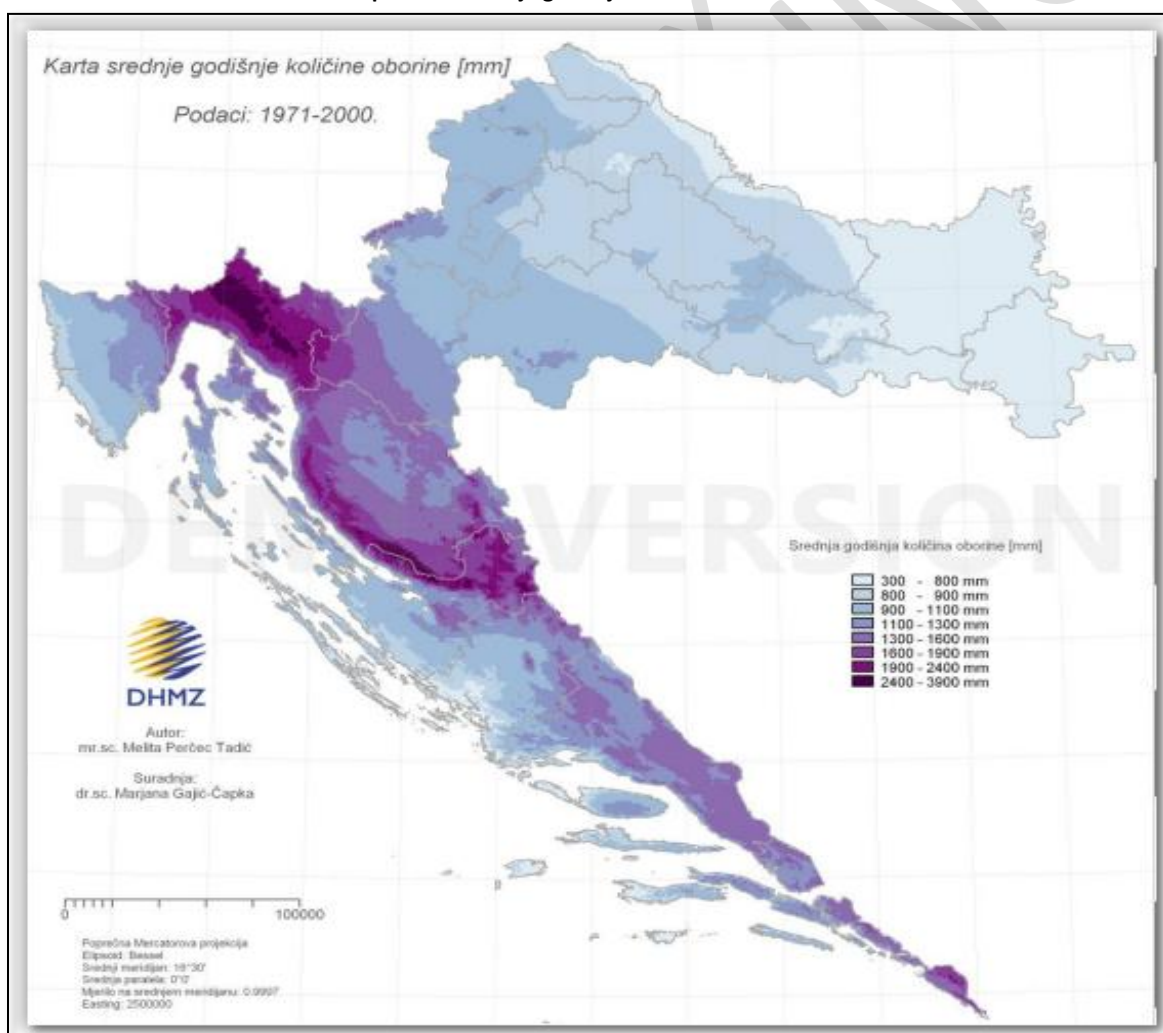 Karta srednje godišnje količine oborine [mm]
Podaci: 1971-2000.
DEMO VERSION
Srednja godišnja količina oborine [mm]
300 - 800 mm
800 - 900 mm
900 - 1100 mm
1100 - 1300 mm
1300 - 1600 mm
1600 - 1900 mm
1900 - 2400 mm
2400 - 3900 mm
DHMZ
Autor:
mr.sc. Melita Perčec Tadić
Suradnja:
dr.sc. Marjana Gajić-Čapka
0 100000
Poprečna Mercatorova projekcija
Elipsoid: Bessel
Srednji meridijan: 16°30'
Srednja paralela: 0°0'
Mjerilo na srednjem meridijanu: 0.9997
Easting: 2500000